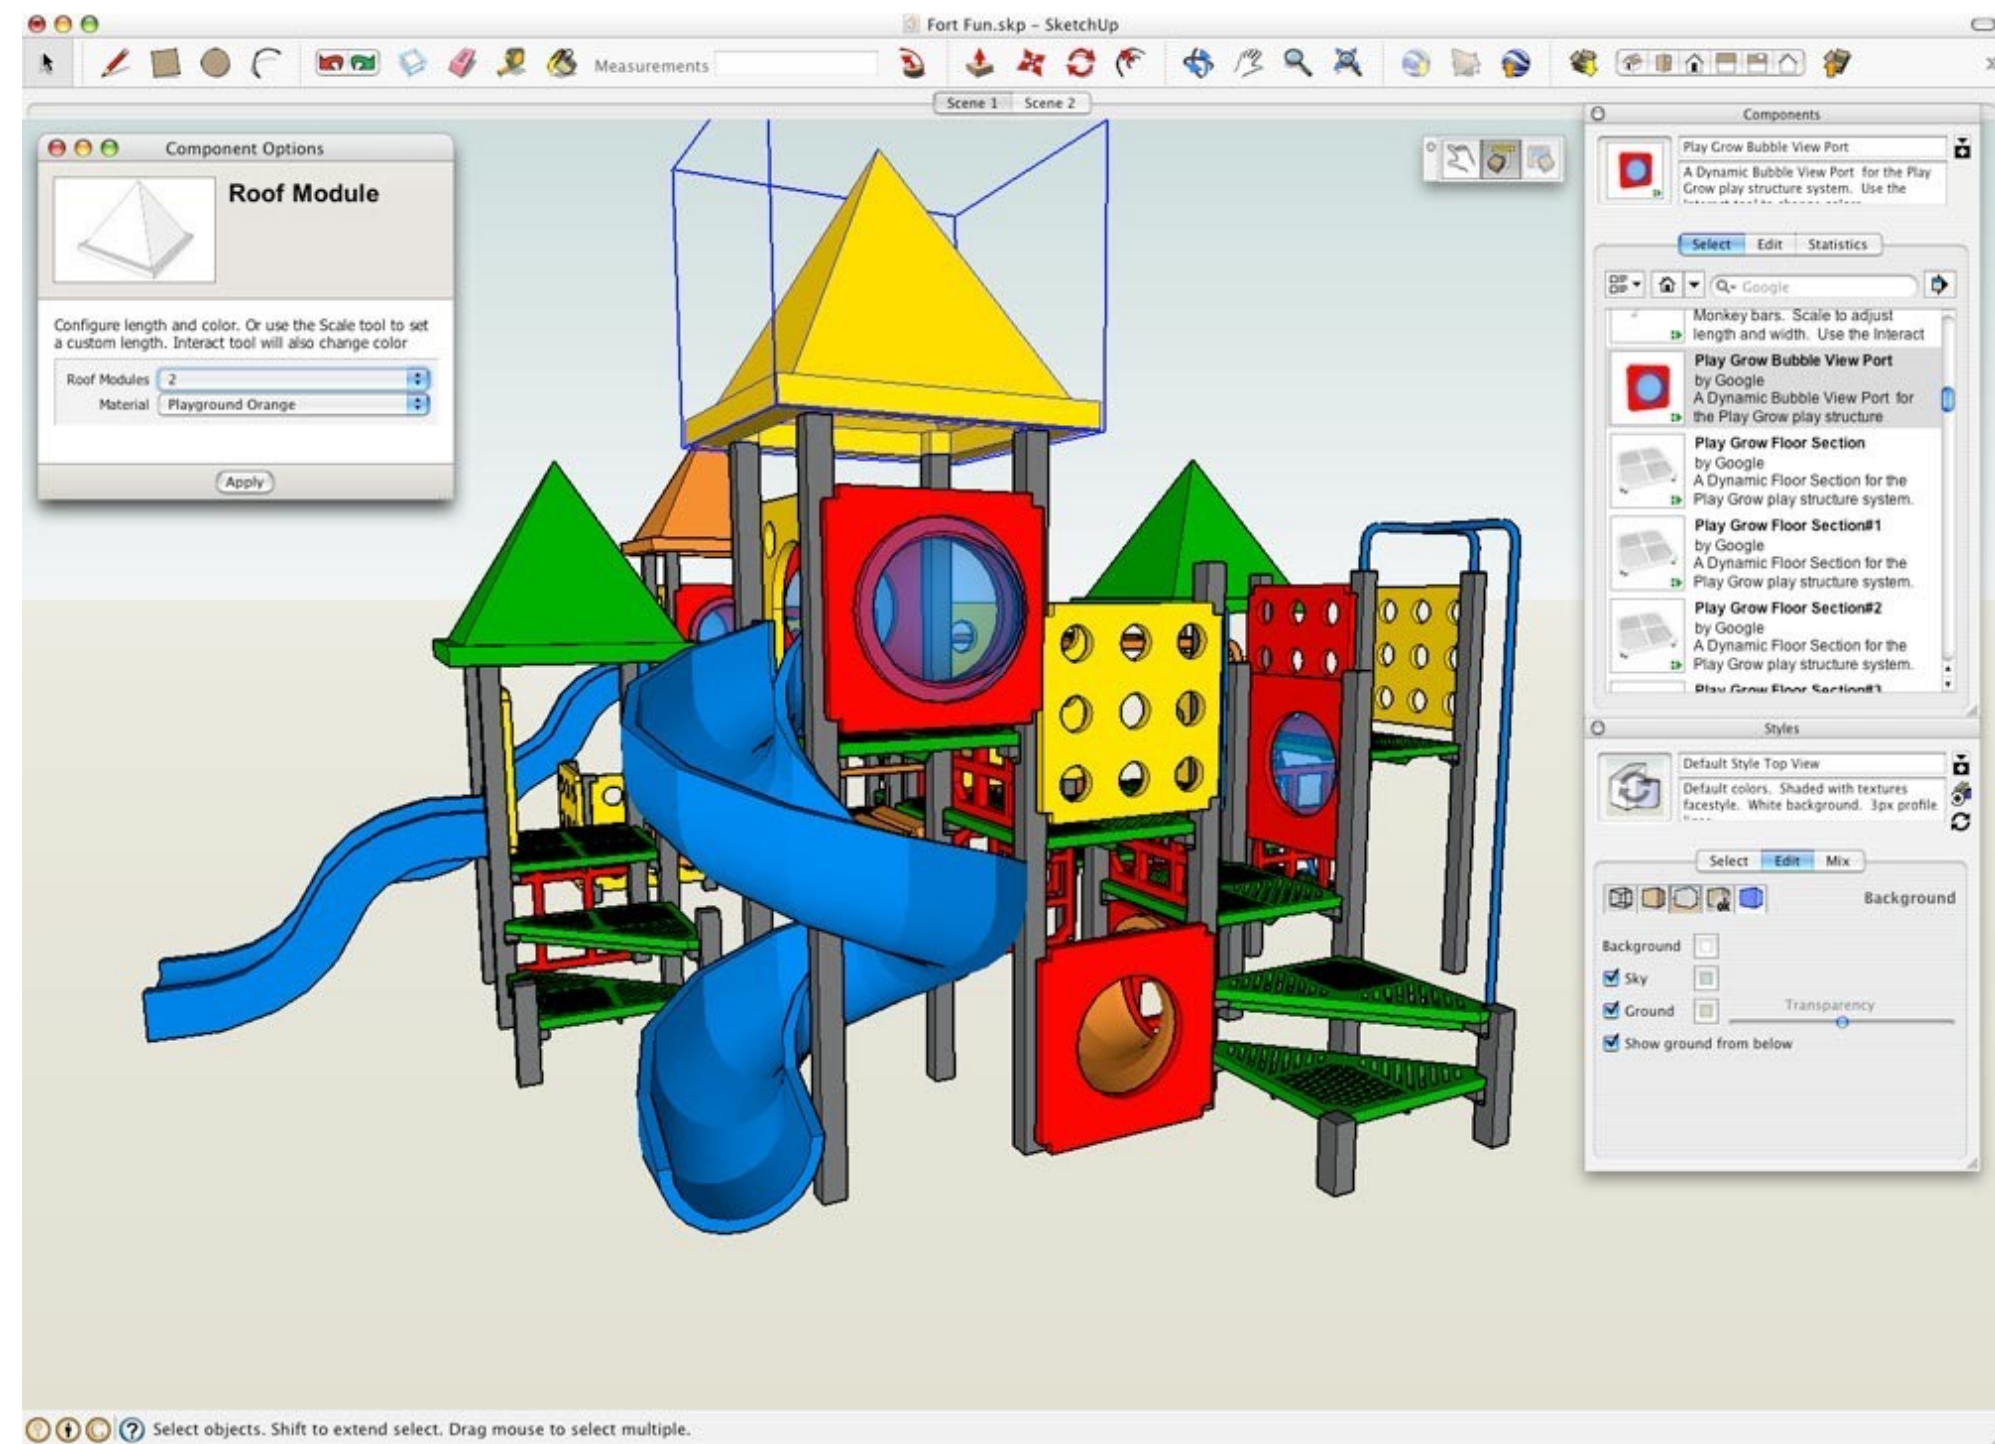 Fort Fun.skp – SketchUp
Measurements
Scene 1 Scene 2
Component Options
Roof Module
Configure length and color. Or use the Scale tool to set
a custom length. Interact tool will also change color
Roof Modules 2
Material Playground Orange
Apply
Components
Play Grow Bubble View Port
A Dynamic Bubble View Port for the Play
Grow play structure system. Use the
Select Edit Statistics
Google
Monkey bars. Scale to adjust
length and width. Use the Interact
Play Grow Bubble View Port
by Google
A Dynamic Bubble View Port for
the Play Grow play structure
Play Grow Floor Section
by Google
A Dynamic Floor Section for the
Play Grow play structure system.
Play Grow Floor Section#1
by Google
A Dynamic Floor Section for the
Play Grow play structure system.
Play Grow Floor Section#2
by Google
A Dynamic Floor Section for the
Play Grow play structure system.
Play Grow Floor Section#3
Styles
Default Style Top View
Default colors. Shaded with textures
facestyle. White background. 3px profile
Select Edit Mix
Background
Background
Sky
Ground
Transparency
Show ground from below
Select objects. Shift to extend select. Drag mouse to select multiple.